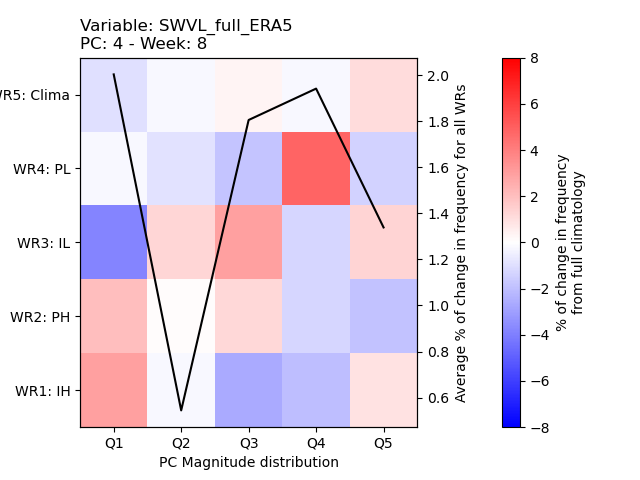 Variable: SWVL_full_ERA5
PC: 4 - Week: 8
WR5: Clima
WR4: PL
WR3: IL
WR2: PH
WR1: IH
Q1 Q2 Q3 Q4 Q5
PC Magnitude distribution
2.0
1.8
1.6
1.4
1.2
1.0
0.8
0.6
Average % of change in frequency for all WRs
8
6
4
2
0
−2
−4
−6
−8
% of change in frequency
from full climatology